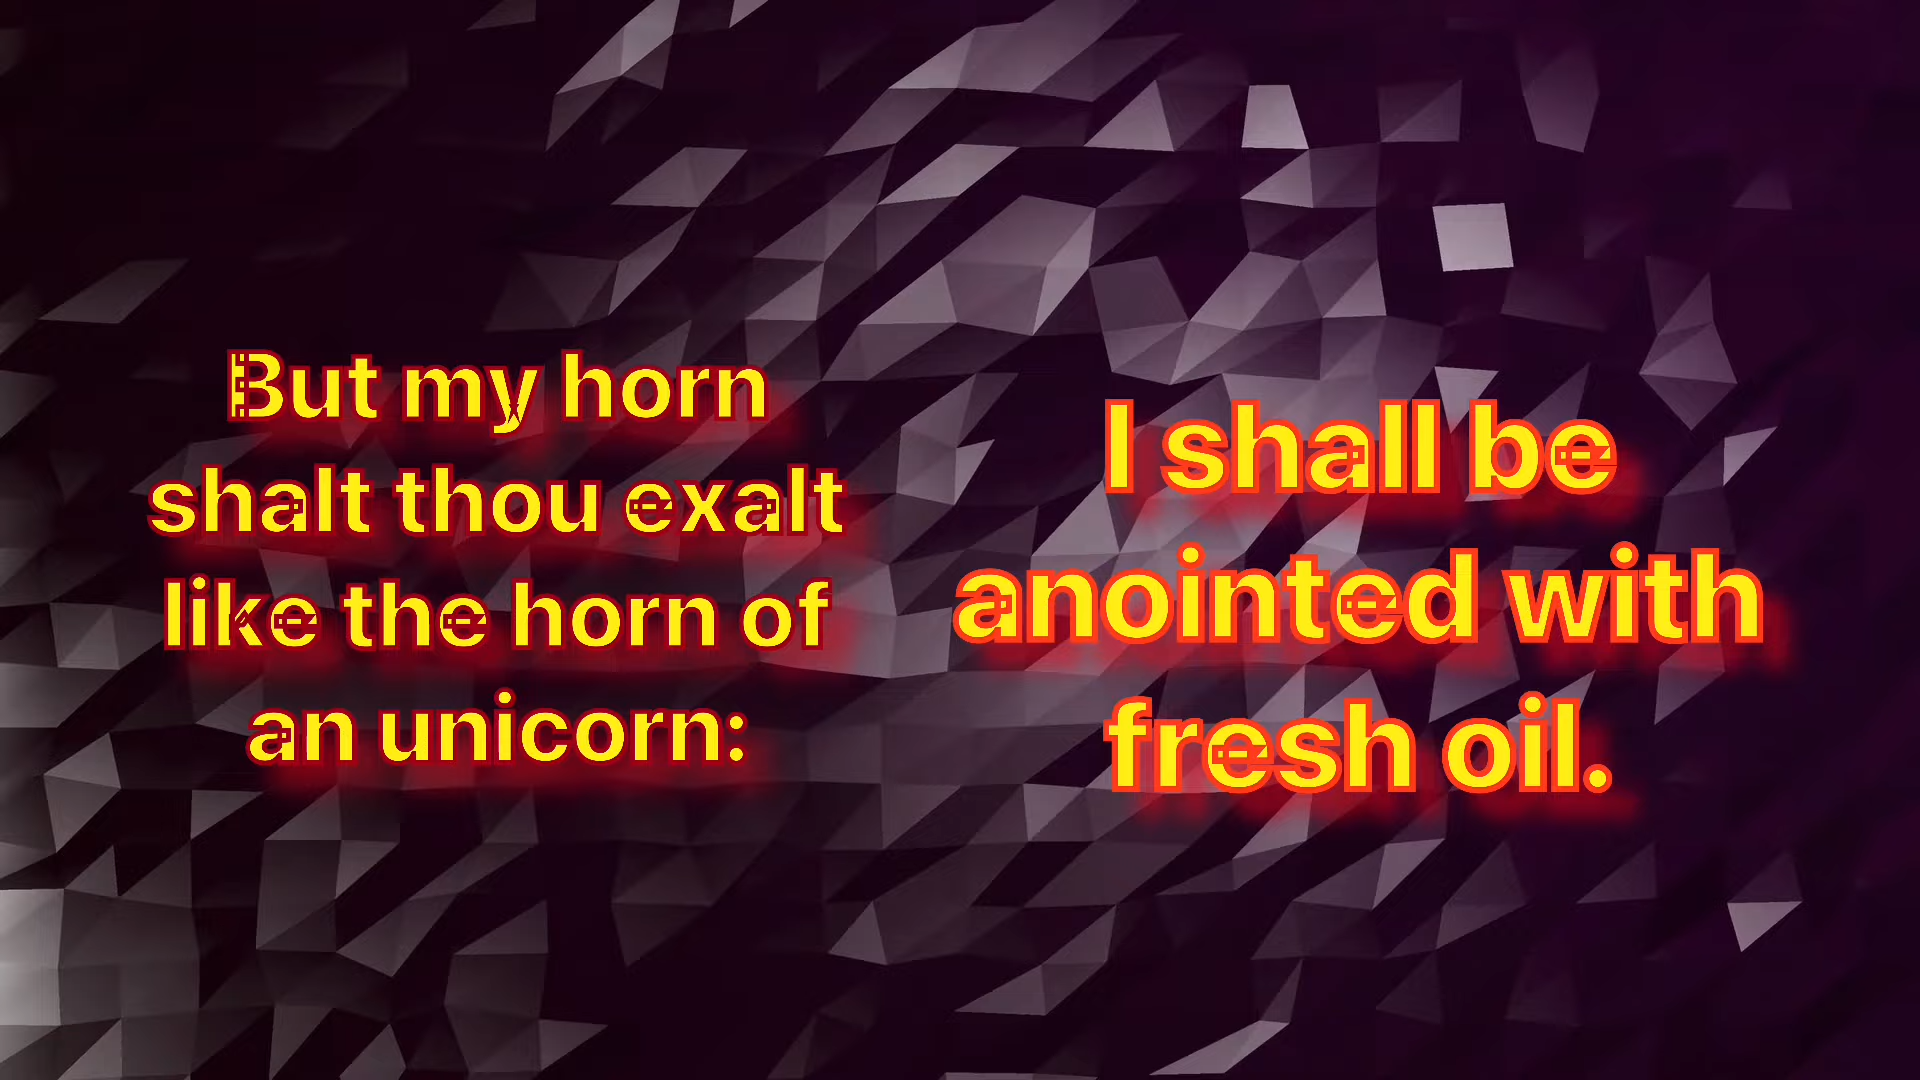 But my horn
shalt thou exalt
like the horn of
an unicorn:
I shall be
anointed with
fresh oil.